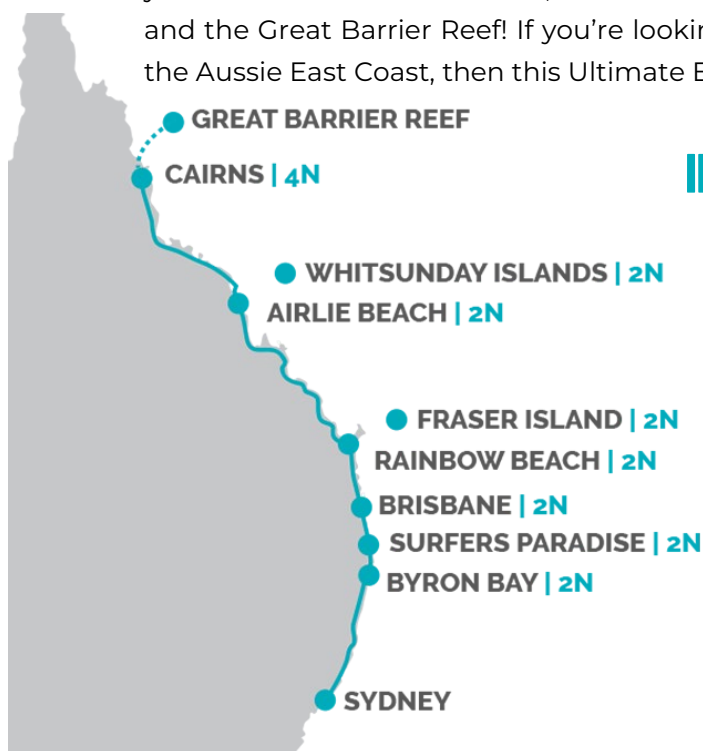 and the Great Barrier Reef! If you’re lookin
the Aussie East Coast, then this Ultimate E
GREAT BARRIER REEF
CAIRNS | 4N
WHITSUNDAY ISLANDS | 2N
AIRLIE BEACH | 2N
FRASER ISLAND | 2N
RAINBOW BEACH | 2N
BRISBANE | 2N
SURFERS PARADISE | 2N
BYRON BAY | 2N
SYDNEY